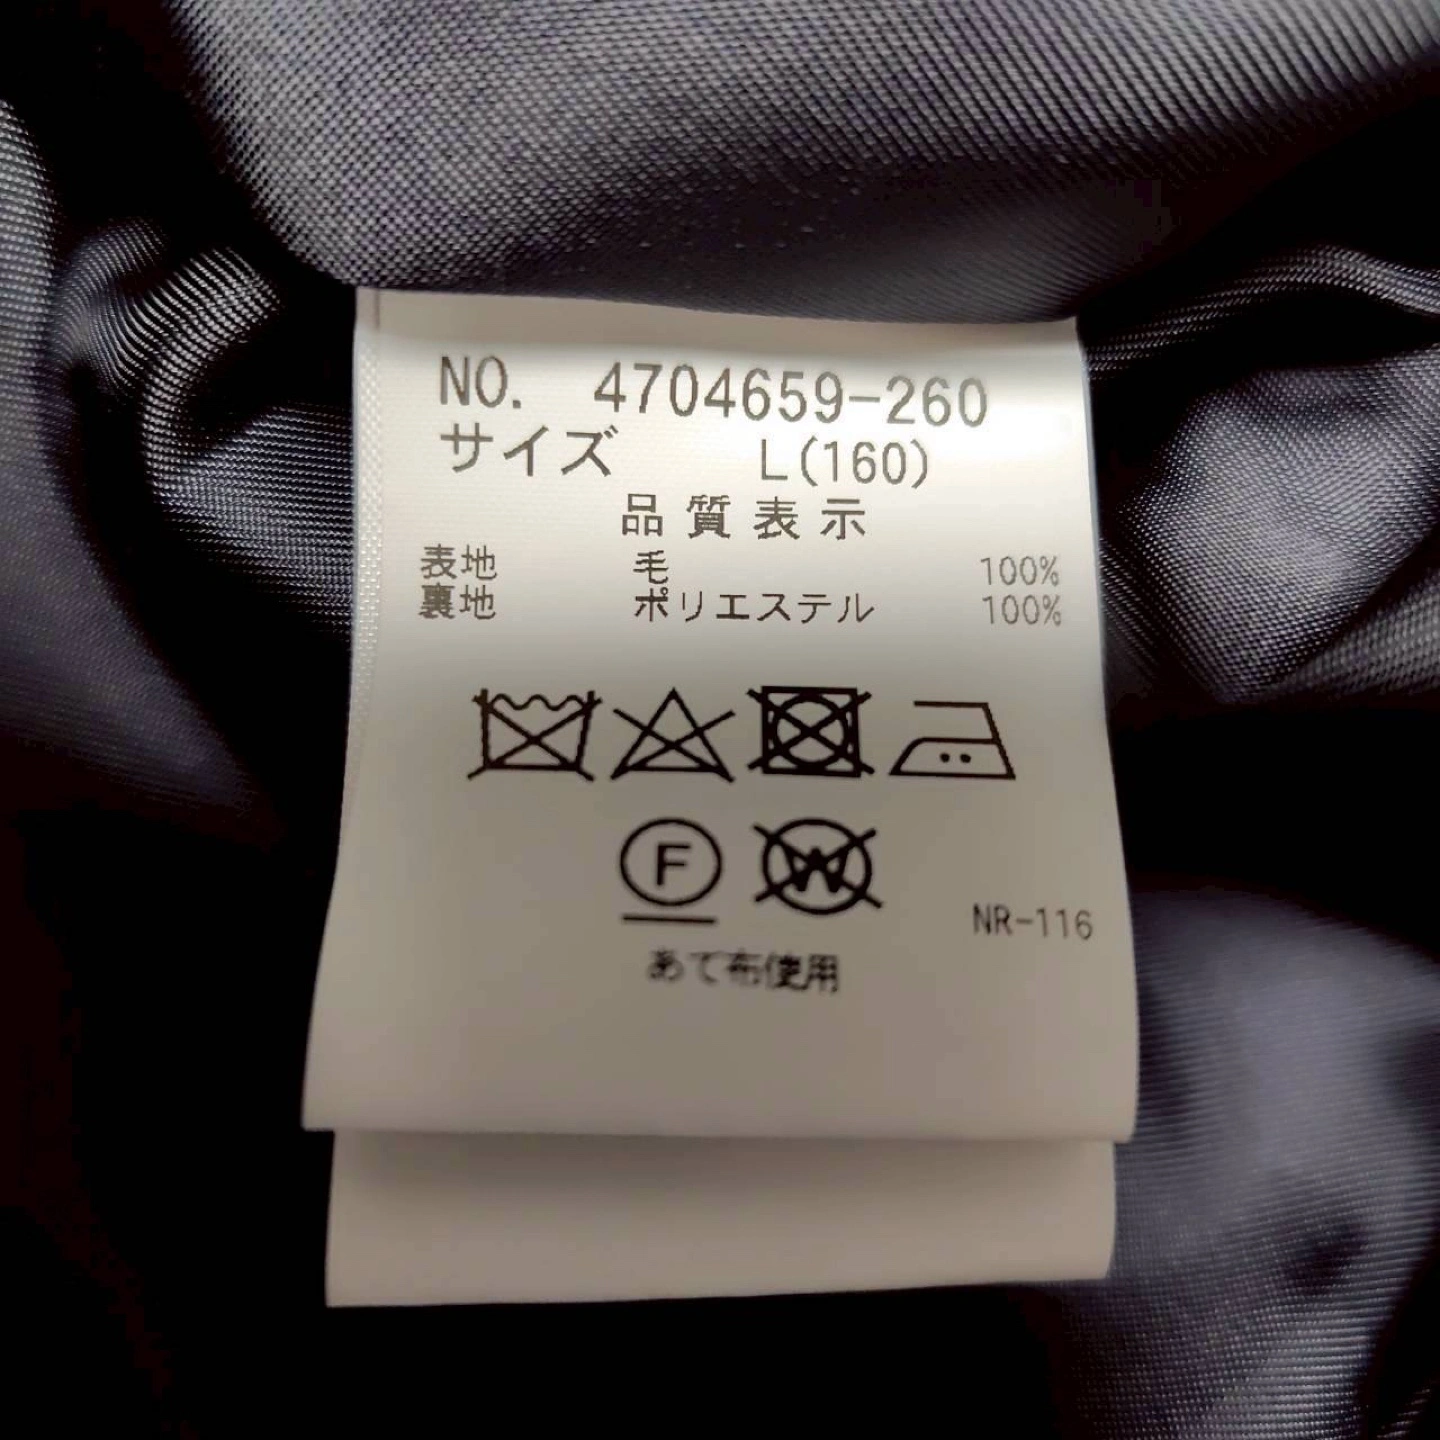 NO. 4704659-260
サイズ L(160)
品質表示
表地 毛 100%
裏地 ポリエステル 100%
F W
NR-116
あて布使用